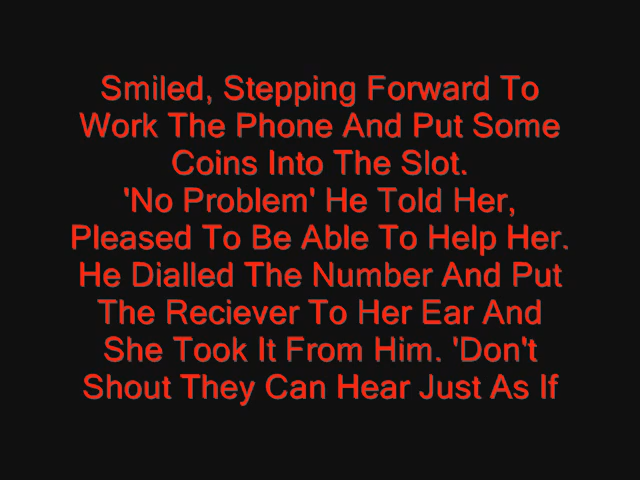 Smiled, Stepping Forward To
Work The Phone And Put Some
Coins Into The Slot.
'No Problem' He Told Her,
Pleased To Be Able To Help Her.
He Dialled The Number And Put
The Reciever To Her Ear And
She Took It From Him. 'Don't
Shout They Can Hear Just As If